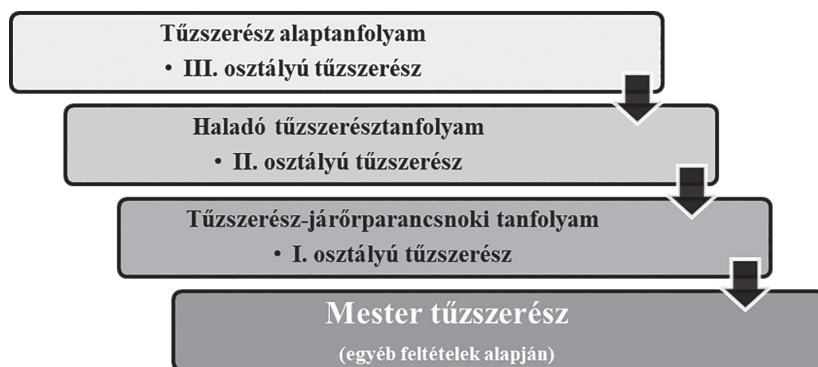 Tűzszerész alaptanfolyam
• III. osztályú tűzszerész
Haladó tűzszerésztanfolyam
• II. osztályú tűzszerész
Tűzszerész-járőrparancsnoki tanfolyam
• I. osztályú tűzszerész
Mester tűzszerész
(egyéb feltételek alapján)